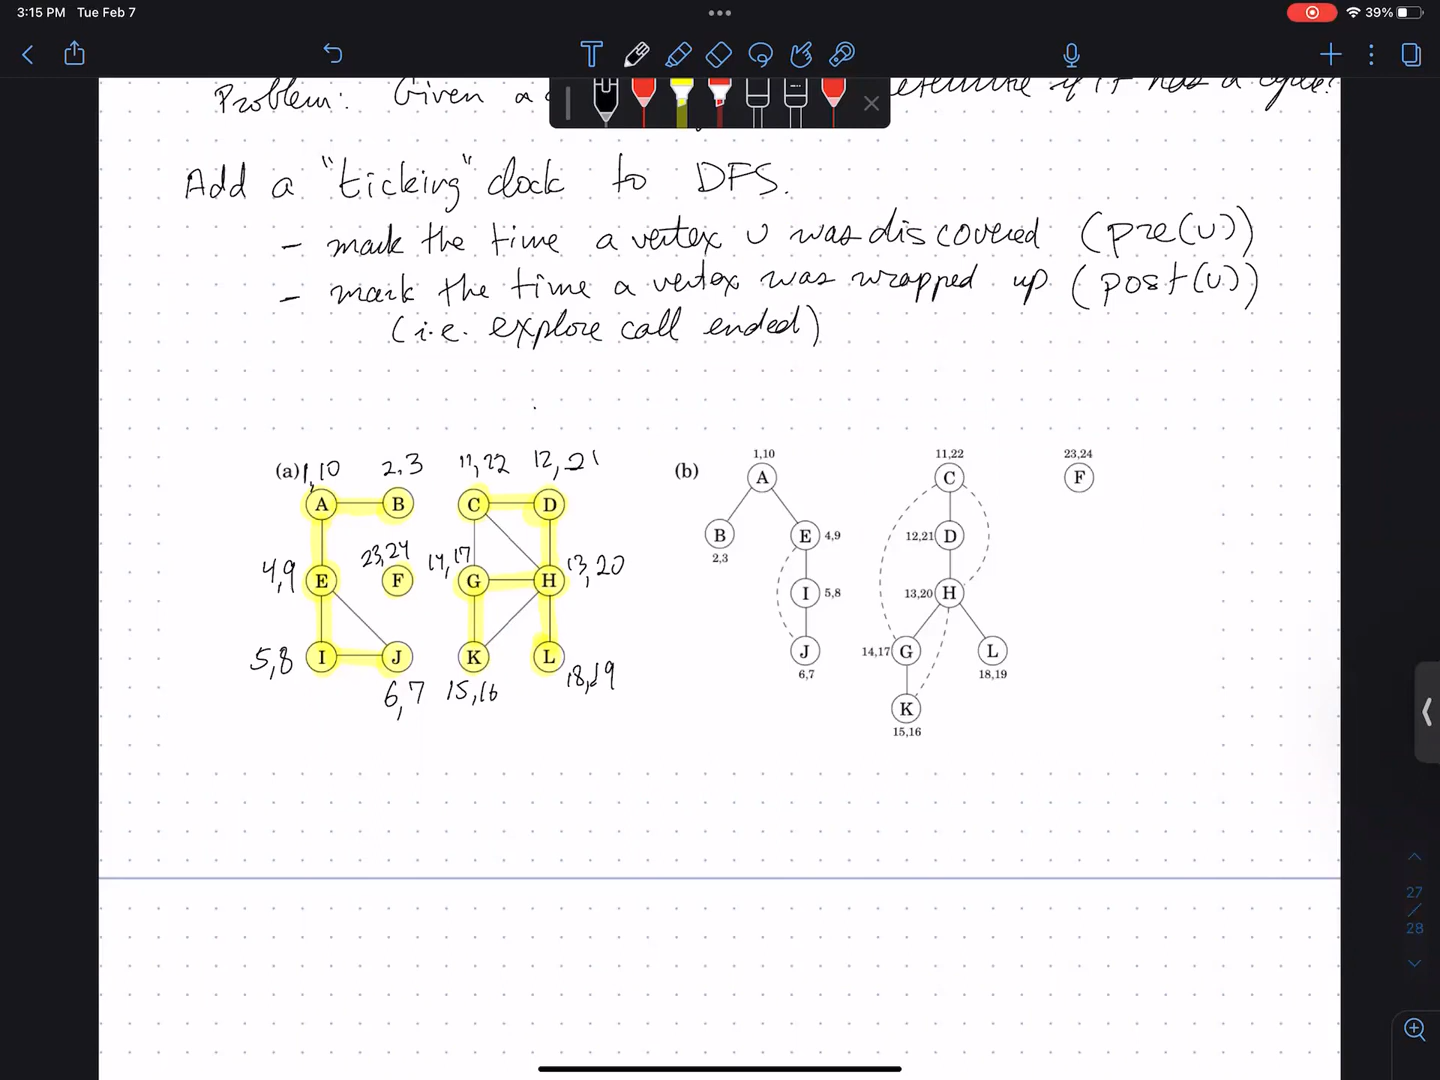 3:15 PM Tue Feb 7
39%
Problem: Given a if it has a cycle?
Add a "ticking" clock to DFS.
- mark the time a vertex u was discovered (pre(u))
- mark the time a vertex was wrapped up (post(u))
(i.e. explore call ended)
(a) 1,10 2,3 11,22 12,21
A B C D
4,9 23,24 14,17 13,20
E F G H
I J K L
5,8 6,7 15,16 18,19
(b) 1,10 11,22 23,24
A C F
B E 4,9 12,21 D
2,3
I 5,8 13,20 H
J 14,17 G L
6,7 18,19
K
15,16
27
/
28